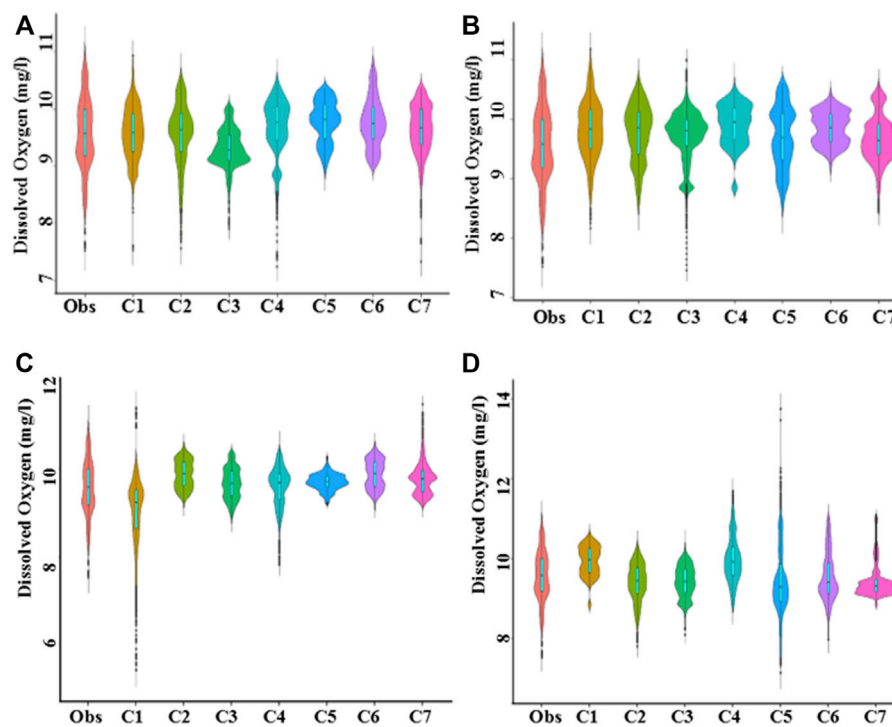 A
Dissolved Oxygen (mg/l)
11
10
9
8
7
Obs C1 C2 C3 C4 C5 C6 C7
B
Dissolved Oxygen (mg/l)
11
10
9
8
7
Obs C1 C2 C3 C4 C5 C6 C7
C
Dissolved Oxygen (mg/l)
12
10
8
6
Obs C1 C2 C3 C4 C5 C6 C7
D
Dissolved Oxygen (mg/l)
14
12
10
8
Obs C1 C2 C3 C4 C5 C6 C7